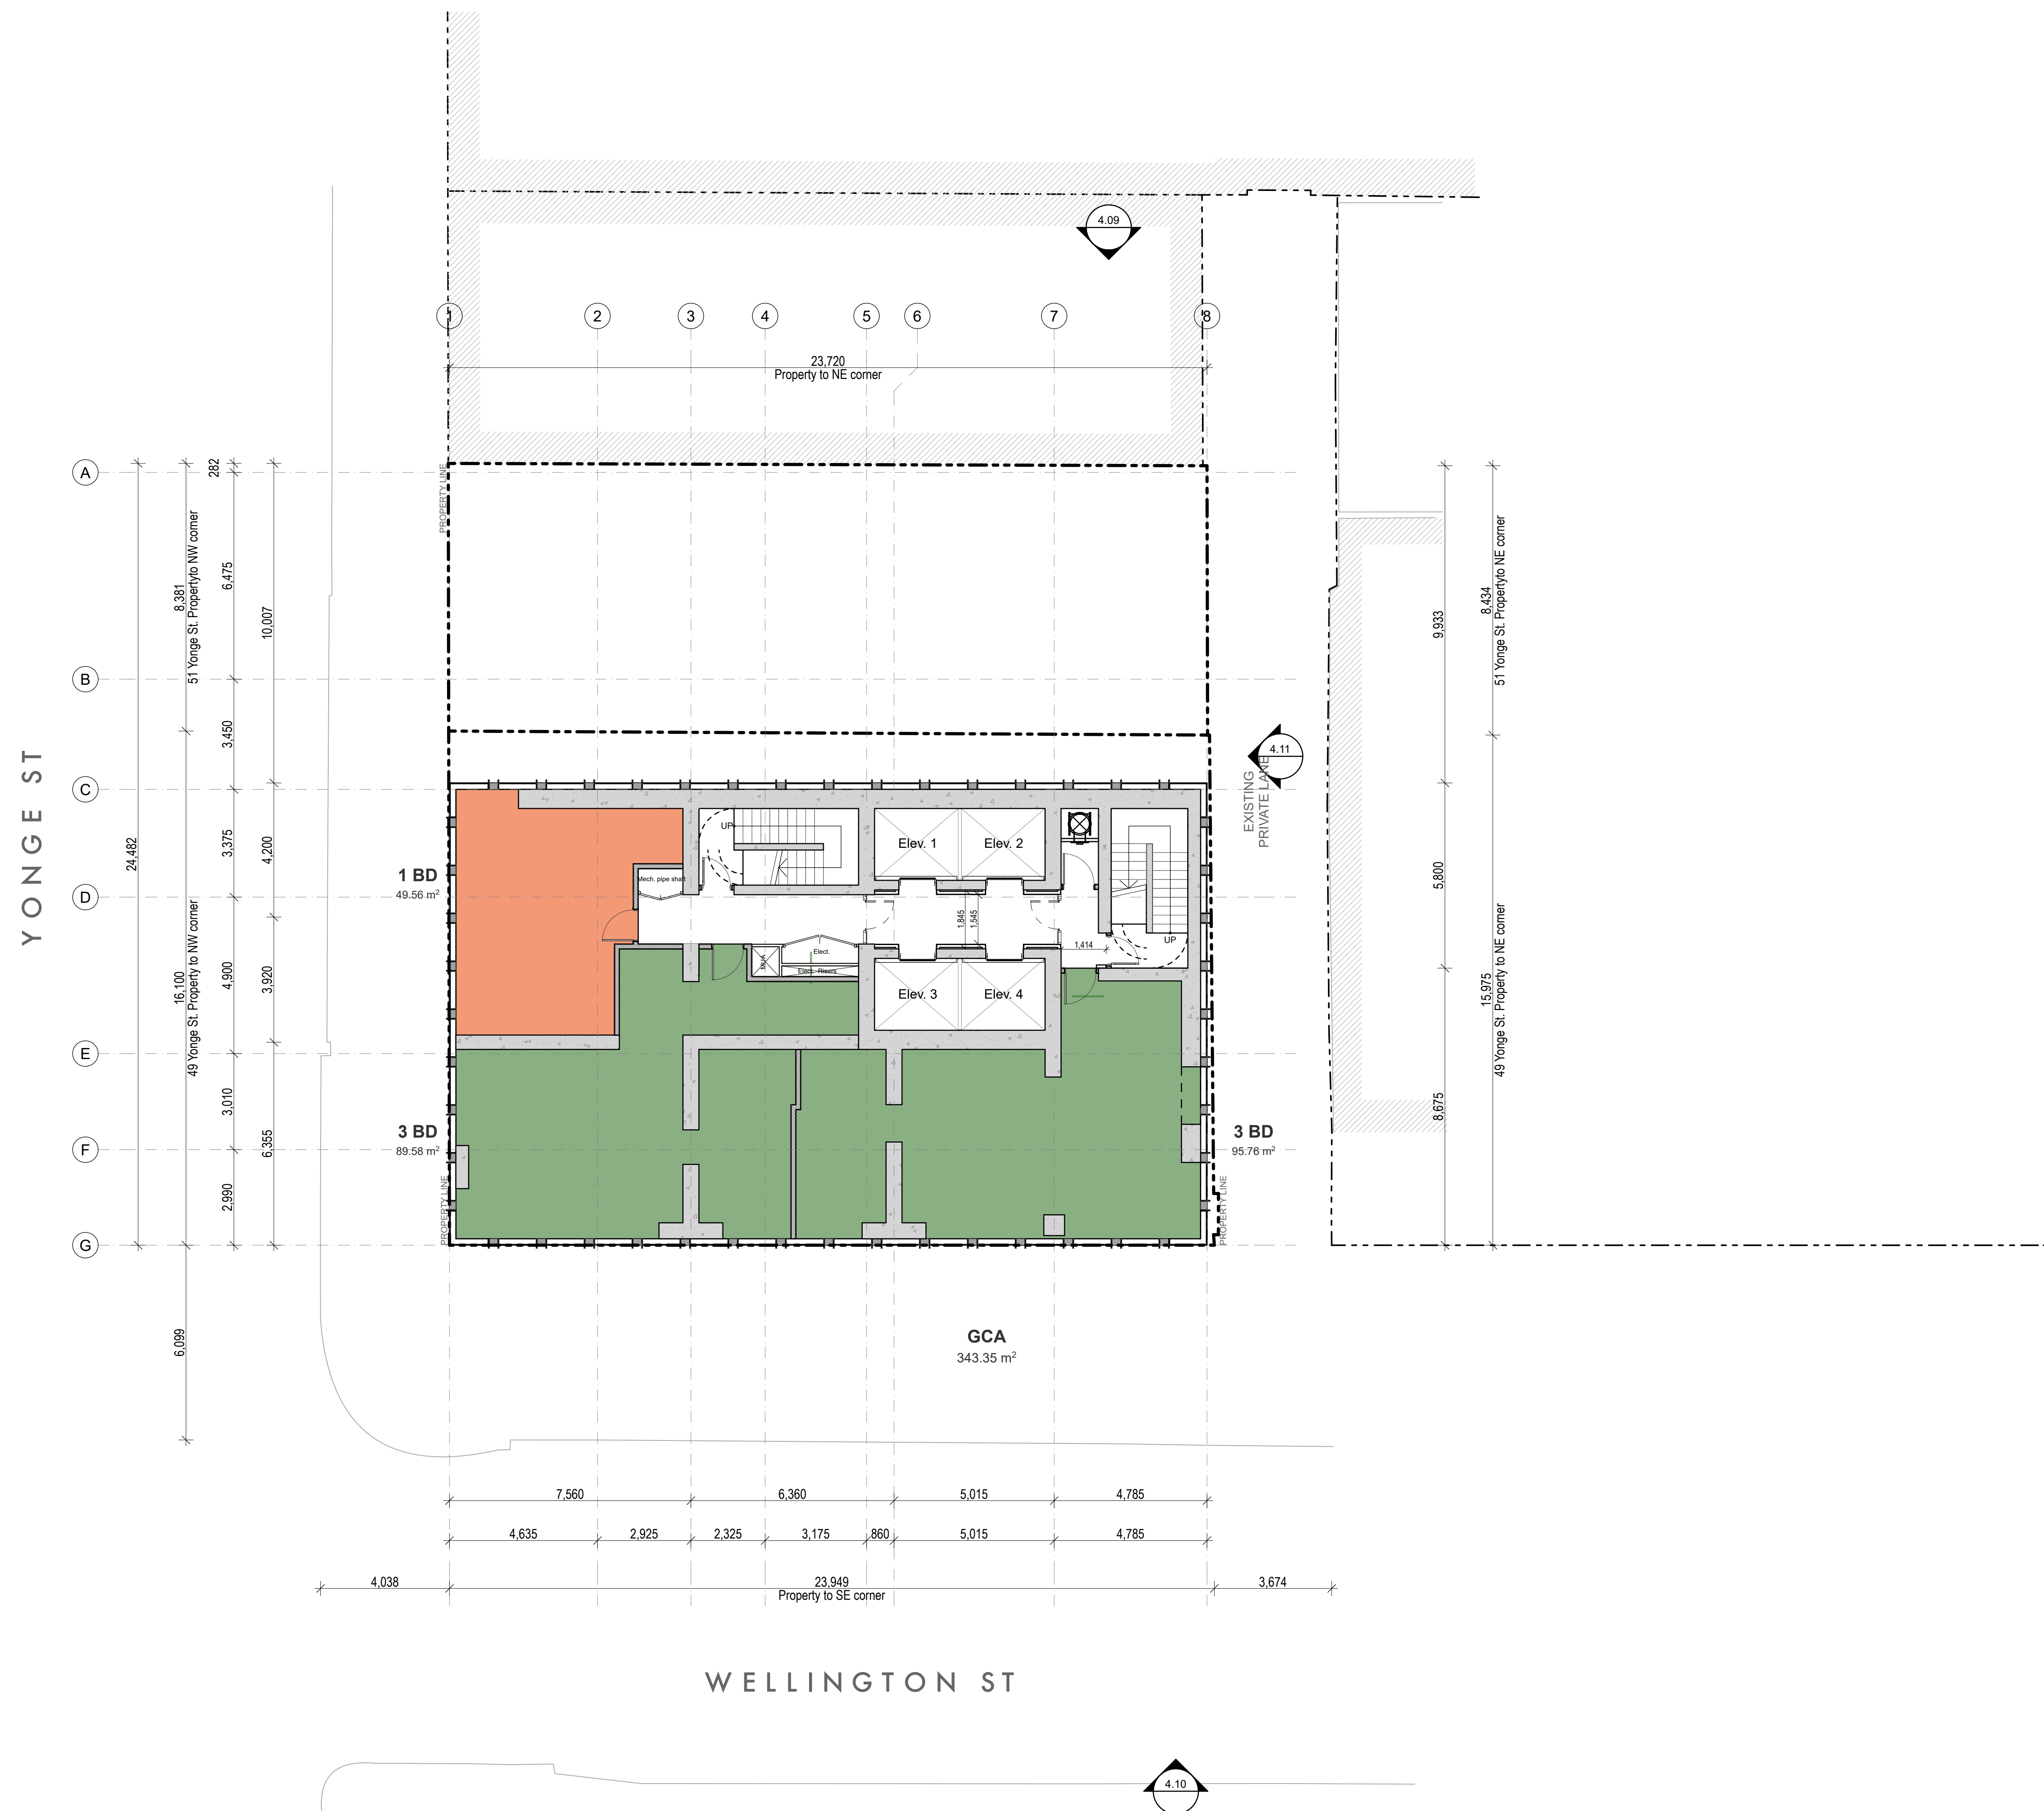 4.09
1
2
3
4
5
6
7
8
23,720
Property to NE corner
A
B
C
D
E
F
G
YONGE ST
24,482
8,381
51 Yonge St. Propertyto NW corner
16,100
49 Yonge St. Property to NW corner
6,099
282
6,475
3,450
3,375
4,900
3,010
2,990
10,007
4,200
3,920
6,355
PROPERTY LINE
PROPERTY LINE
PROPERTY LINE
9,933
5,800
8,675
8,434
51 Yonge St. Propertyto NE corner
15,975
49 Yonge St. Property to NE corner
4.11
EXISTING
PRIVATE LANE
1 BD
49.56 m²
3 BD
89.58 m²
3 BD
95.76 m²
UP
Mech. pipe shaft
Elev. 1
Elev. 2
1,845
1,545
1,414
UP
MUA
Elect.
Elect. Risers
Elev. 3
Elev. 4
GCA
343.35 m²
7,560
6,360
5,015
4,785
4,635
2,925
2,325
3,175
860
5,015
4,785
4,038
23,949
Property to SE corner
3,674
WELLINGTON ST
4.10